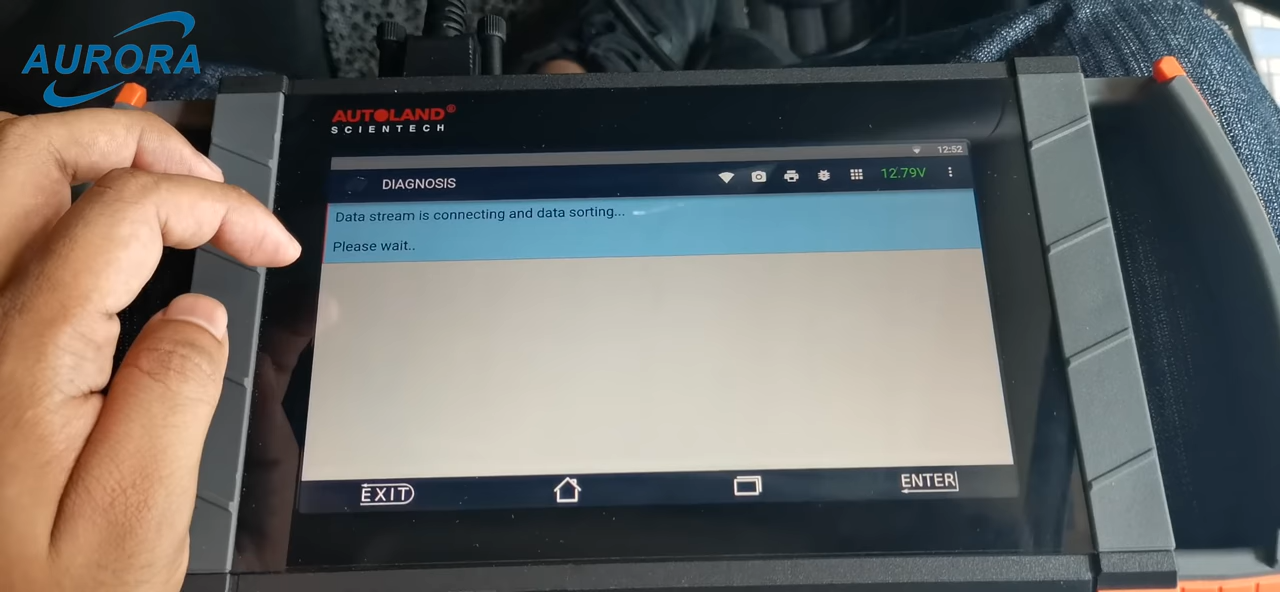 AURORA
AUTOLAND®
SCIENTECH
12:52
DIAGNOSIS
12.79V
Data stream is connecting and data sorting...
Please wait..
EXIT
ENTER